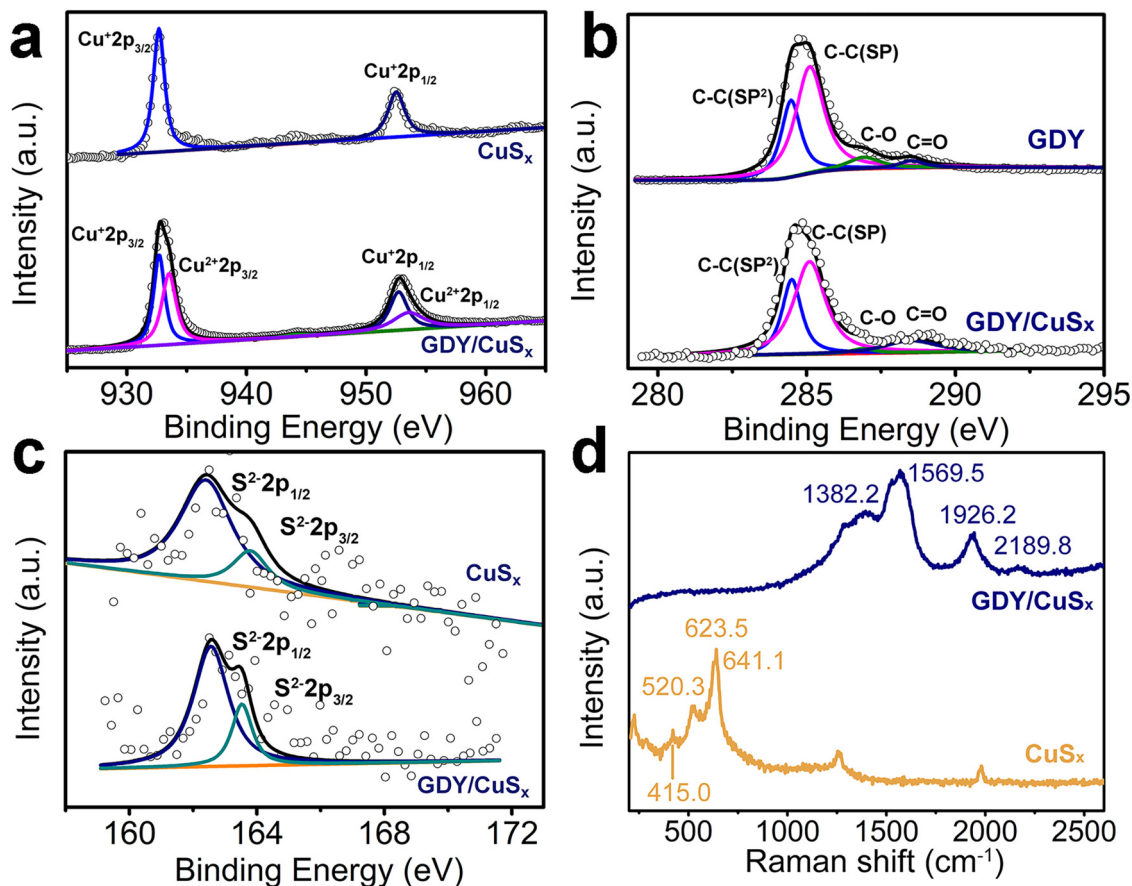 a
Cu⁺2p₃/₂
Cu⁺2p₁/₂
CuSₓ
Cu⁺2p₃/₂
Cu²⁺2p₃/₂
Cu⁺2p₁/₂
Cu²⁺2p₁/₂
GDY/CuSₓ
Intensity (a.u.)
930 940 950 960
Binding Energy (eV)
b
C-C(SP)
C-C(SP²)
C-O
C=O
GDY
C-C(SP)
C-C(SP²)
C-O
C=O
GDY/CuSₓ
Intensity (a.u.)
280 285 290 295
Binding Energy (eV)
c
S²⁻2p₁/₂
S²⁻2p₃/₂
CuSₓ
S²⁻2p₁/₂
S²⁻2p₃/₂
GDY/CuSₓ
Intensity (a.u.)
160 164 168 172
Binding Energy (eV)
d
1569.5
1382.2
1926.2
2189.8
GDY/CuSₓ
623.5
641.1
520.3
CuSₓ
415.0
Intensity (a.u.)
500 1000 1500 2000 2500
Raman shift (cm⁻¹)